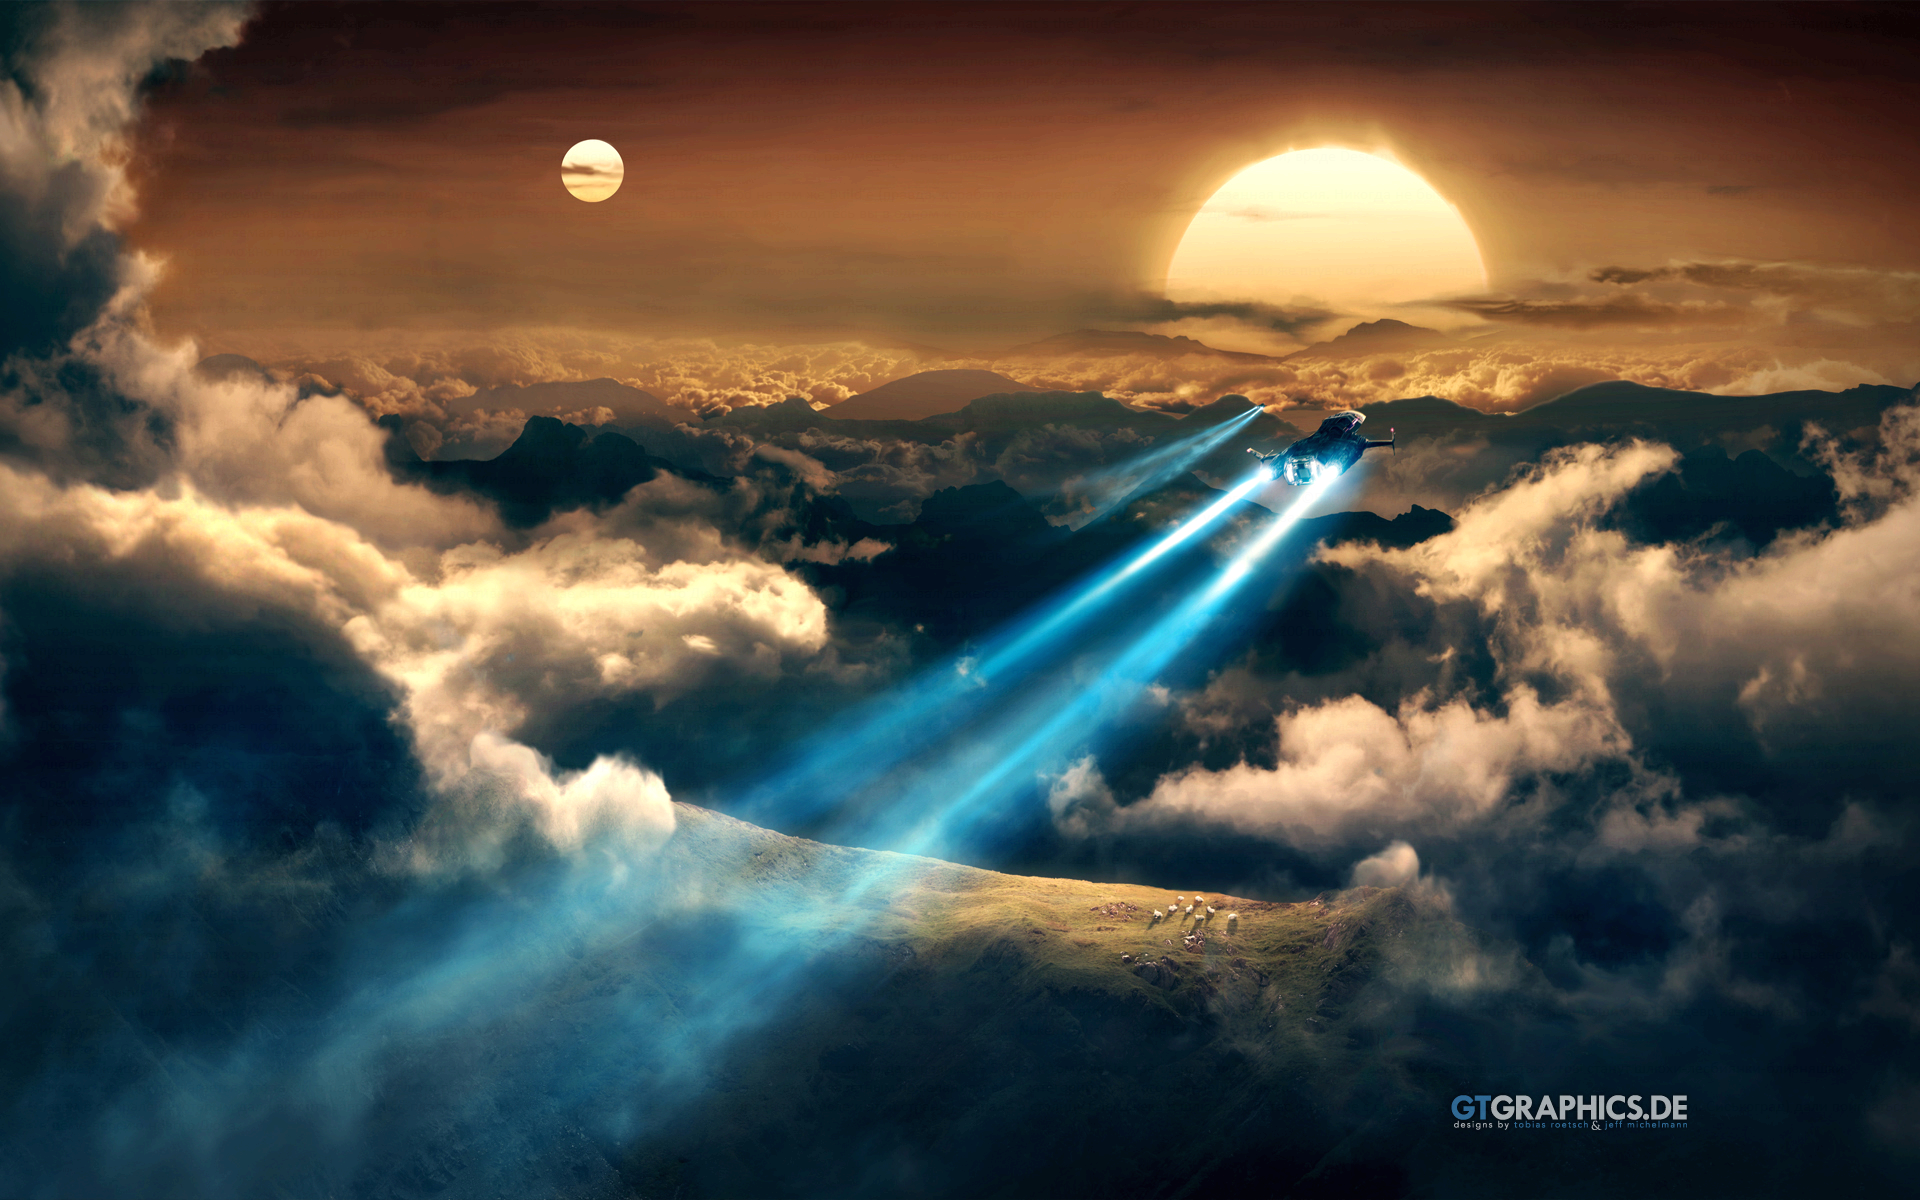 GTGRAPHICS.DE
designs by tobias roetsch & jeff michelmann